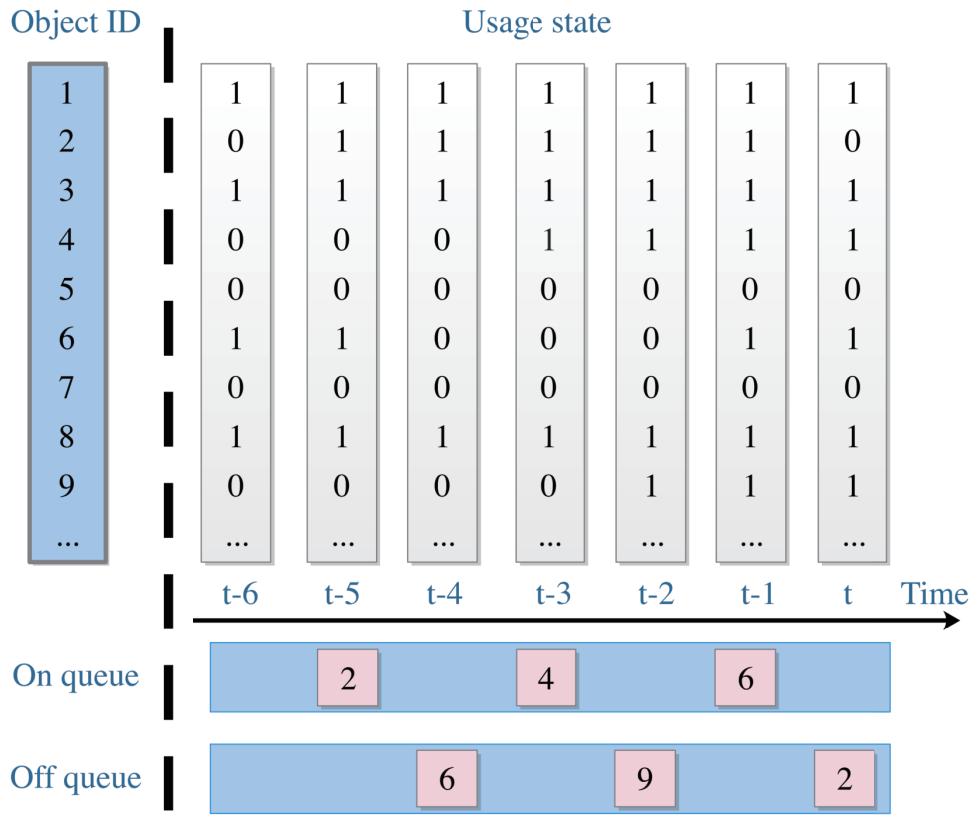 Object ID Usage state
1 1 1 1 1 1 1 1
2 0 1 1 1 1 1 0
3 1 1 1 1 1 1 1
4 0 0 0 1 1 1 1
5 0 0 0 0 0 0 0
6 1 1 0 0 0 1 1
7 0 0 0 0 0 0 0
8 1 1 1 1 1 1 1
9 0 0 0 0 1 1 1
... ... ... ... ... ... ... ...
t-6 t-5 t-4 t-3 t-2 t-1 t Time
On queue 2 4 6
Off queue 6 9 2